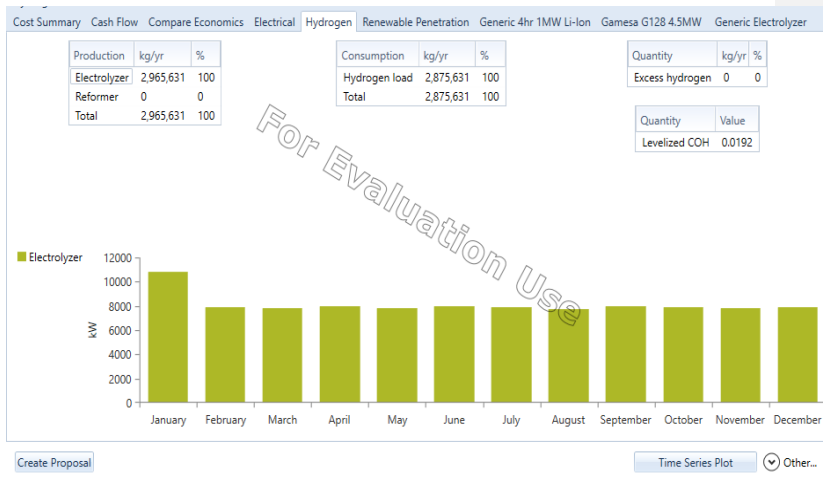 Cost Summary Cash Flow Compare Economics Electrical Hydrogen Renewable Penetration Generic 4hr 1MW Li-Ion Gamesa G128 4.5MW Generic Electrolyzer
Production kg/yr %
Electrolyzer 2,965,631 100
Reformer 0 0
Total 2,965,631 100
Consumption kg/yr %
Hydrogen load 2,875,631 100
Total 2,875,631 100
Quantity kg/yr %
Excess hydrogen 0 0
Quantity Value
Levelized COH 0.0192
For Evaluation Use
Electrolyzer
kW
12000
10000
8000
6000
4000
2000
0
January February March April May June July August September October November December
Create Proposal
Time Series Plot
Other...